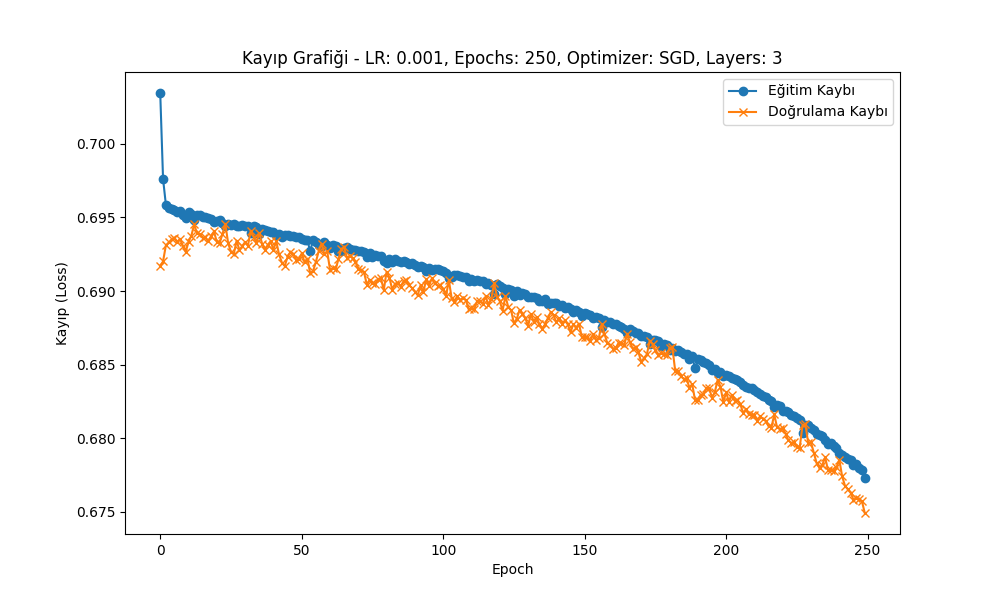 Kayıp Grafiği - LR: 0.001, Epochs: 250, Optimizer: SGD, Layers: 3
Eğitim Kaybı
Doğrulama Kaybı
Kayıp (Loss)
0.700
0.695
0.690
0.685
0.680
0.675
0 50 100 150 200 250
Epoch